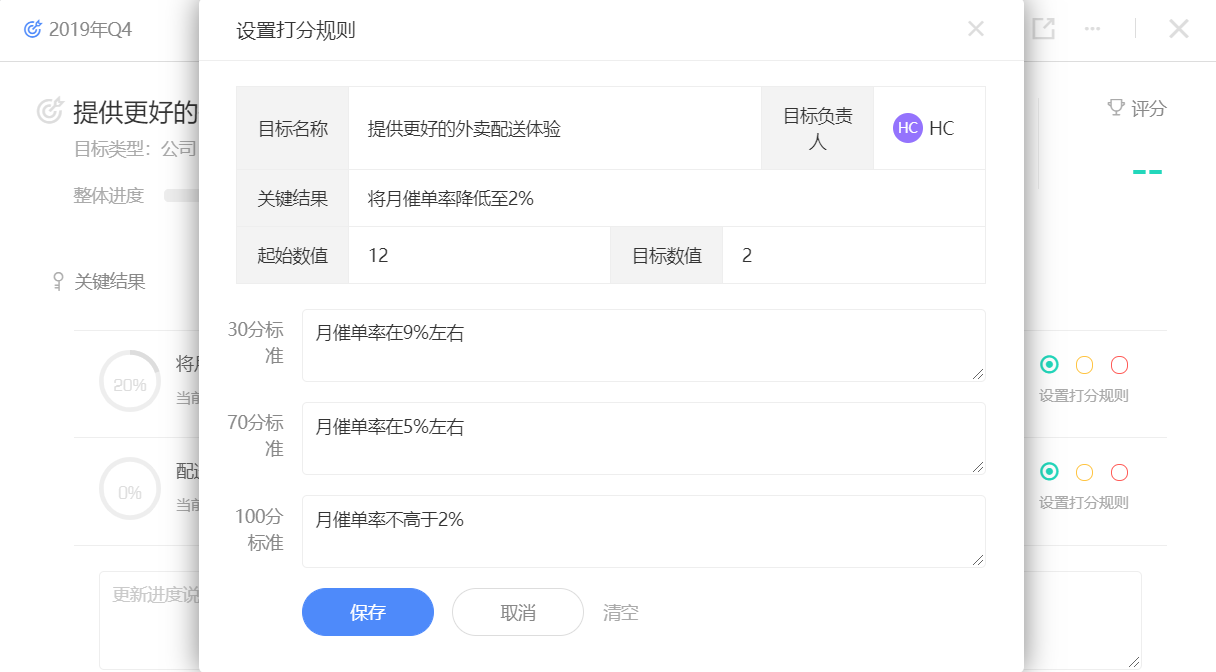 2019年Q4
设置打分规则
提供更好的
目标类型：公司
整体进度
评分
目标名称
提供更好的外卖配送体验
目标负责
人
HC
HC
关键结果
将月催单率降低至2%
起始数值
12
目标数值
2
关键结果
30分标
准
月催单率在9%左右
20%
当前
设置打分规则
70分标
准
月催单率在5%左右
0%
当前
设置打分规则
100分
标准
月催单率不高于2%
更新进度说
保存
取消
清空